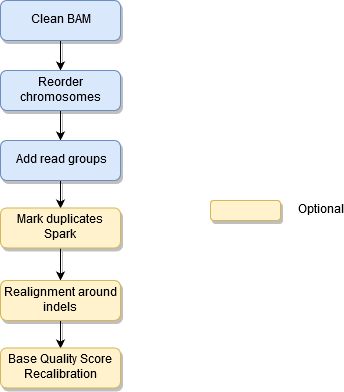 Clean BAM
Reorder
chromosomes
Add read groups
Mark duplicates
Spark
Optional
Realignment around
indels
Base Quality Score
Recalibration